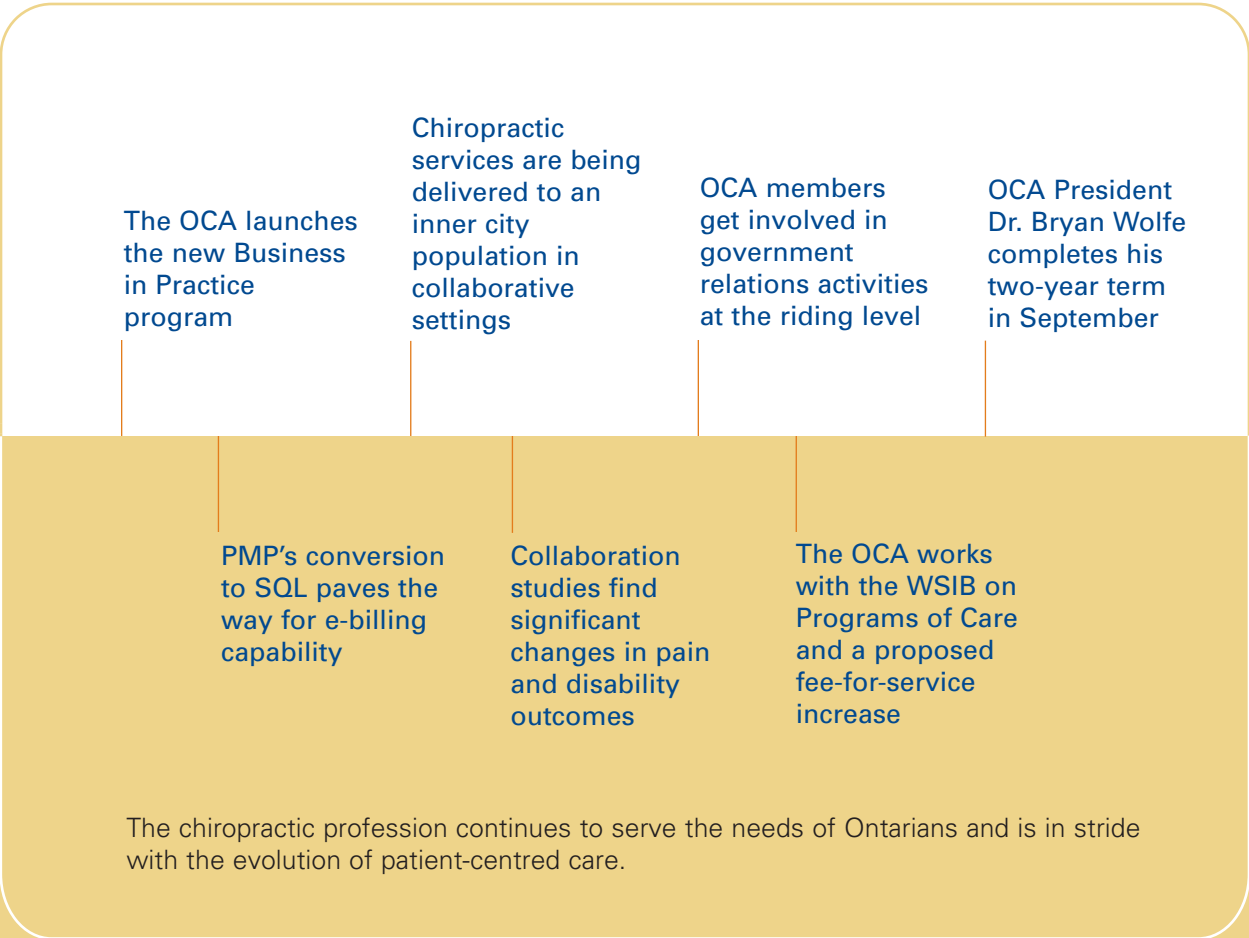 The OCA launches
the new Business
in Practice
program
Chiropractic
services are being
delivered to an
inner city
population in
collaborative
settings
OCA members
get involved in
government
relations activities
at the riding level
OCA President
Dr. Bryan Wolfe
completes his
two-year term
in September
PMP's conversion
to SQL paves the
way for e-billing
capability
Collaboration
studies find
significant
changes in pain
and disability
outcomes
The OCA works
with the WSIB on
Programs of Care
and a proposed
fee-for-service
increase
The chiropractic profession continues to serve the needs of Ontarians and is in stride
with the evolution of patient-centred care.